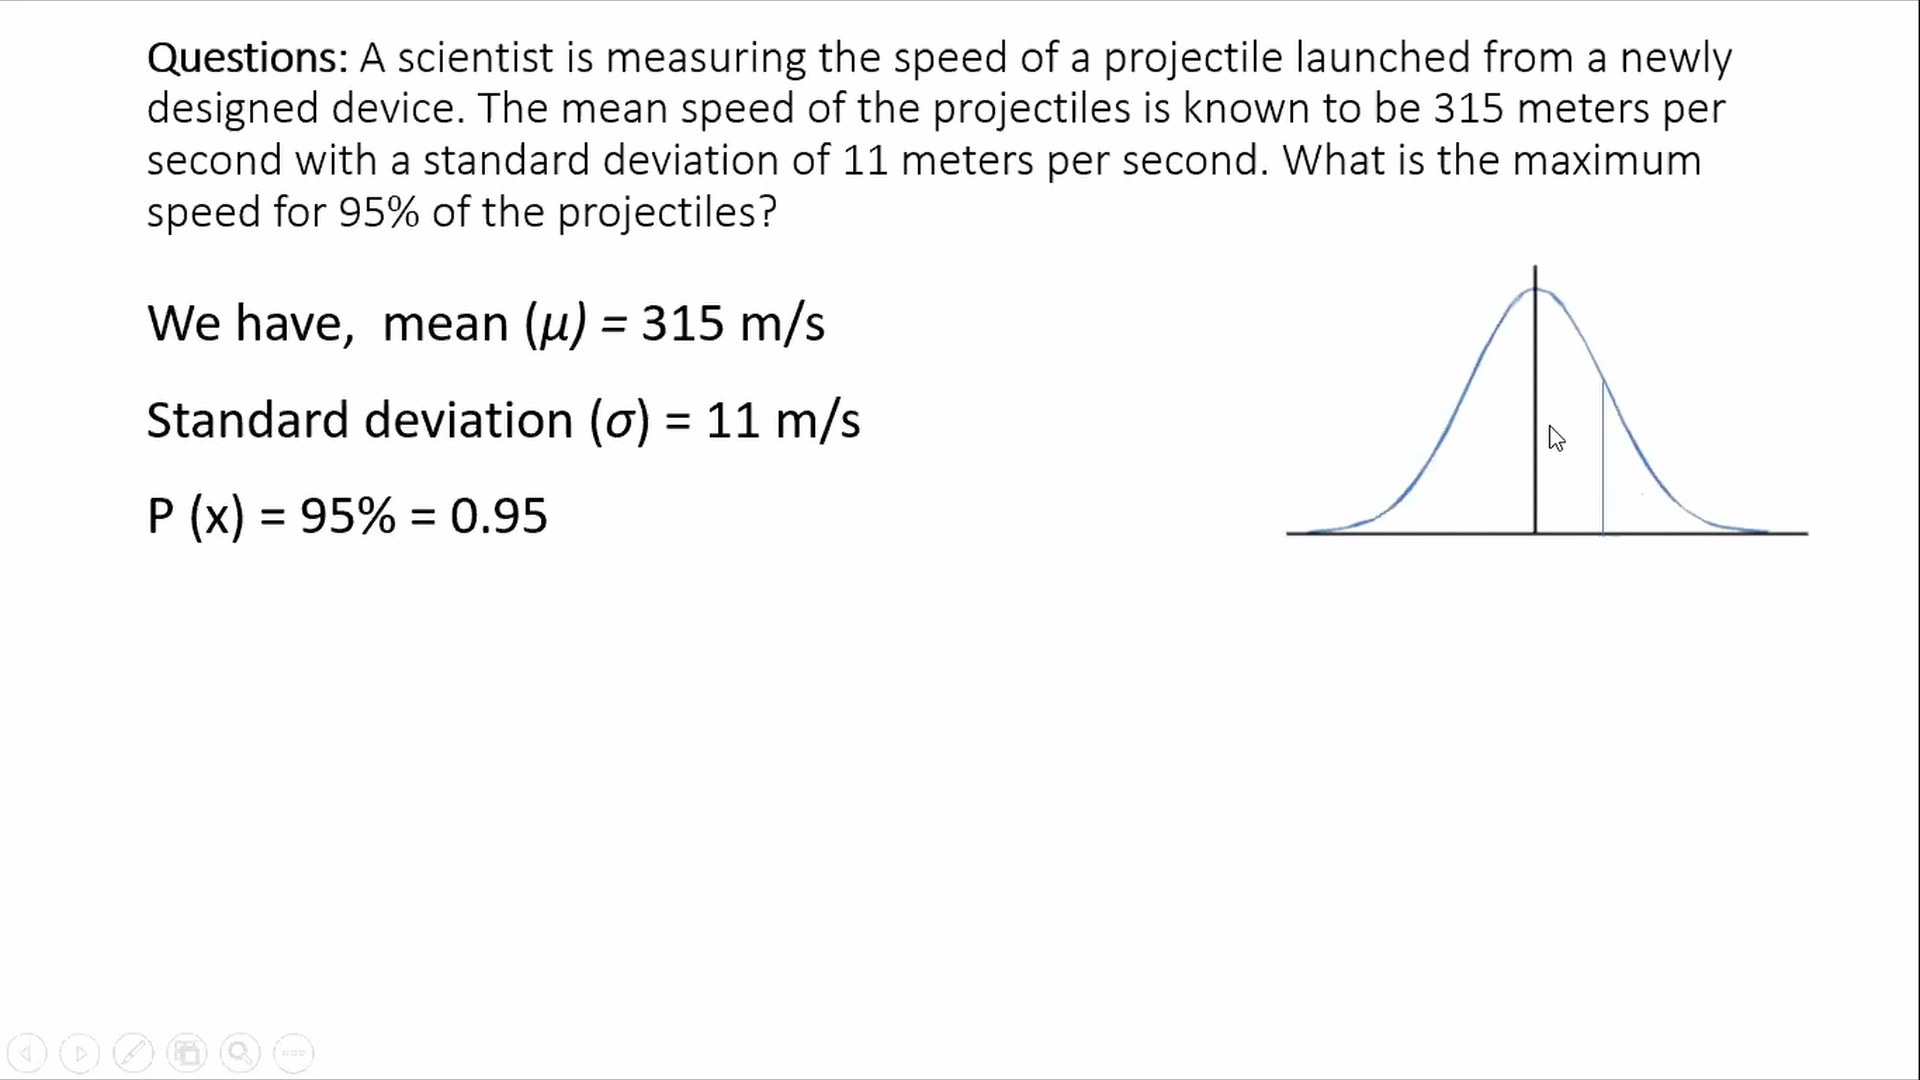 Questions: A scientist is measuring the speed of a projectile launched from a newly
designed device. The mean speed of the projectiles is known to be 315 meters per
second with a standard deviation of 11 meters per second. What is the maximum
speed for 95% of the projectiles?
We have,  mean (μ) = 315 m/s
Standard deviation (σ) = 11 m/s
P (x) = 95% = 0.95